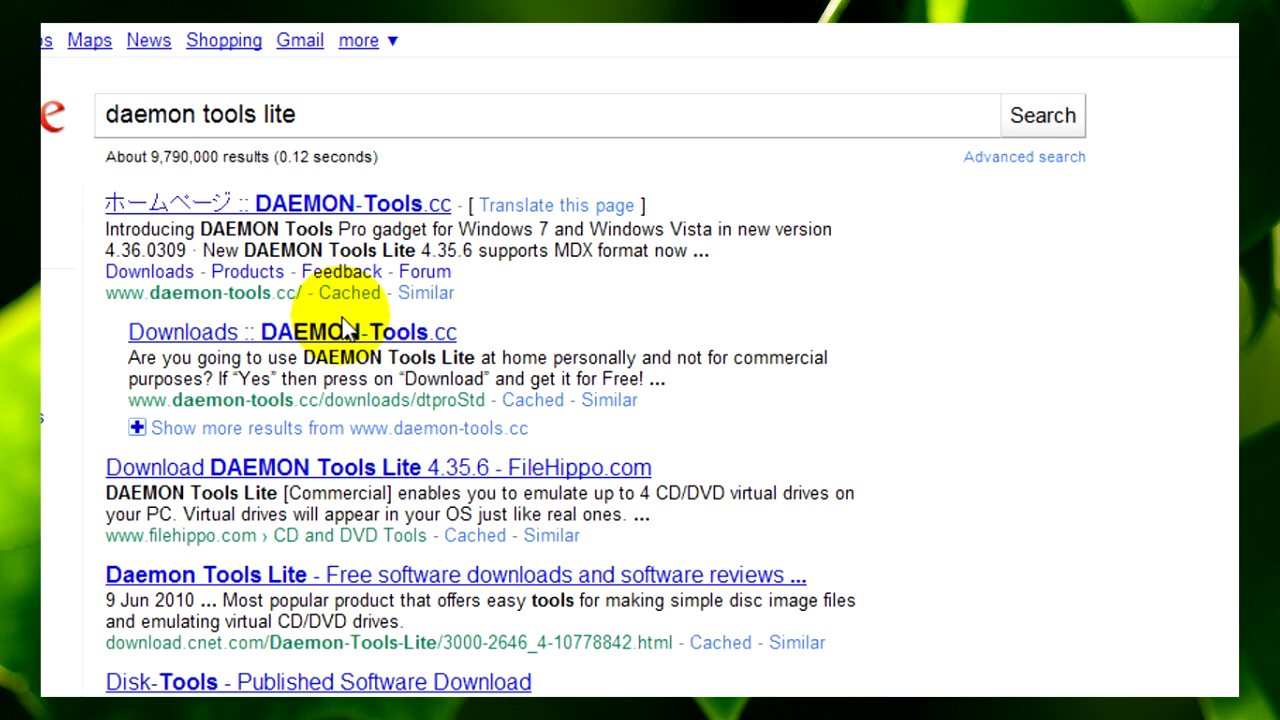 Maps News Shopping Gmail more ▼
e
daemon tools lite Search
About 9,790,000 results (0.12 seconds) Advanced search
ホームページ :: DAEMON-Tools.cc - [ Translate this page ]
Introducing DAEMON Tools Pro gadget for Windows 7 and Windows Vista in new version
4.36.0309 · New DAEMON Tools Lite 4.35.6 supports MDX format now ...
Downloads - Products - Feedback - Forum
www.daemon-tools.cc/ - Cached - Similar
Downloads :: DAEMON-Tools.cc
Are you going to use DAEMON Tools Lite at home personally and not for commercial
purposes? If “Yes” then press on “Download” and get it for Free! ...
www.daemon-tools.cc/downloads/dtproStd - Cached - Similar
Show more results from www.daemon-tools.cc
Download DAEMON Tools Lite 4.35.6 - FileHippo.com
DAEMON Tools Lite [Commercial] enables you to emulate up to 4 CD/DVD virtual drives on
your PC. Virtual drives will appear in your OS just like real ones. ...
www.filehippo.com › CD and DVD Tools - Cached - Similar
Daemon Tools Lite - Free software downloads and software reviews ...
9 Jun 2010 ... Most popular product that offers easy tools for making simple disc image files
and emulating virtual CD/DVD drives.
download.cnet.com/Daemon-Tools-Lite/3000-2646_4-10778842.html - Cached - Similar
Disk-Tools - Published Software Download